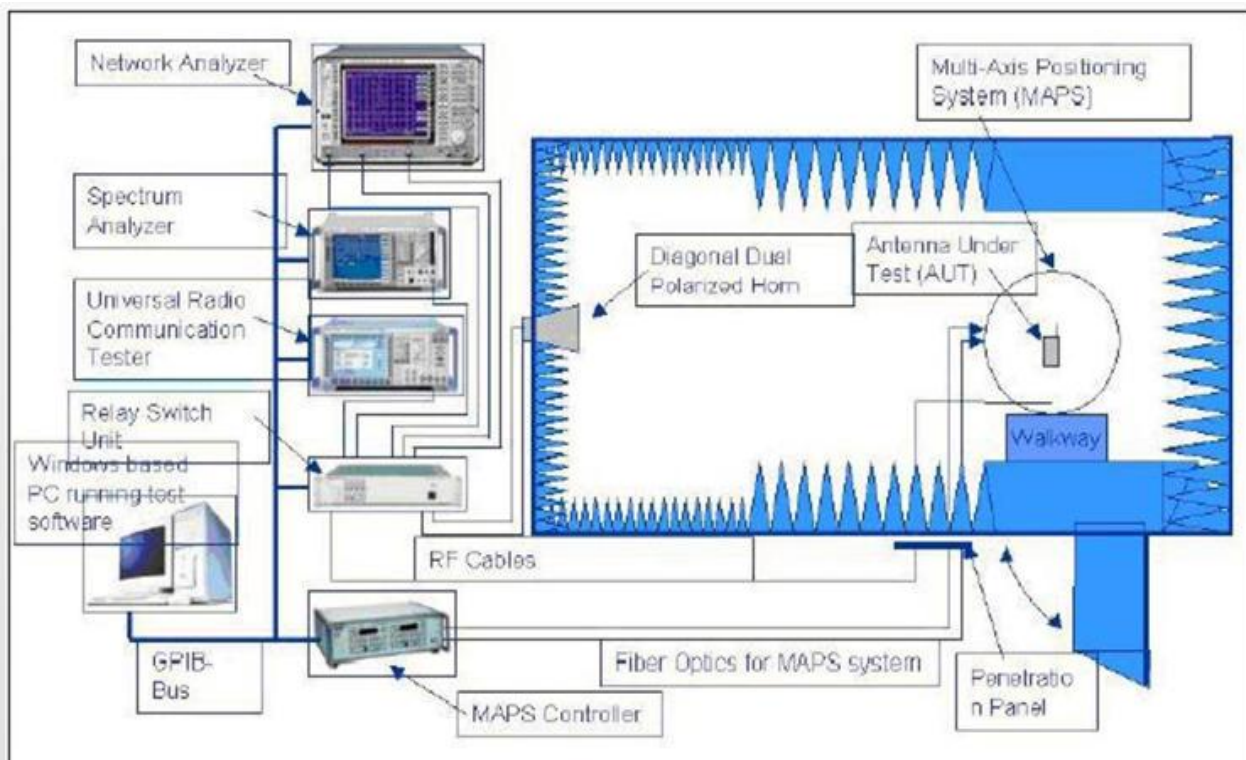 Network Analyzer
Multi-Axis Positioning
System (MAPS)
Spectrum
Analyzer
Diagonal Dual
Polarized Horn
Antenna Under
Test (AUT)
Universal Radio
Communication
Tester
Relay Switch
Unit
Walkway
Windows based
PC running test
software
RF Cables
GPIB-
Bus
Fiber Optics for MAPS system
Penetratio
n Panel
MAPS Controller